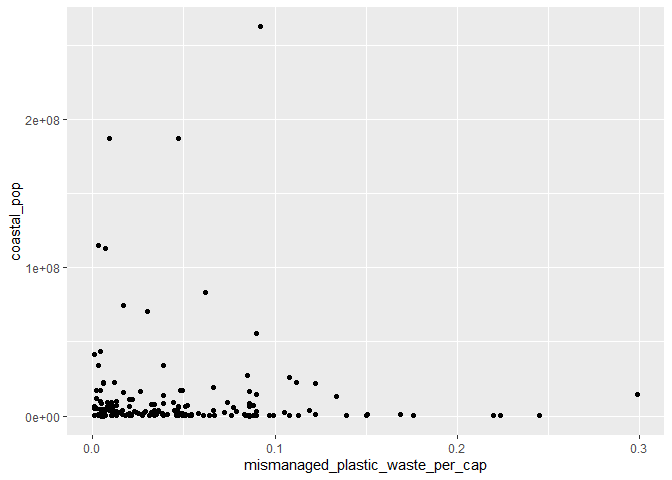 2e+08
1e+08
0e+00
coastal_pop
0.0 0.1 0.2 0.3
mismanaged_plastic_waste_per_cap